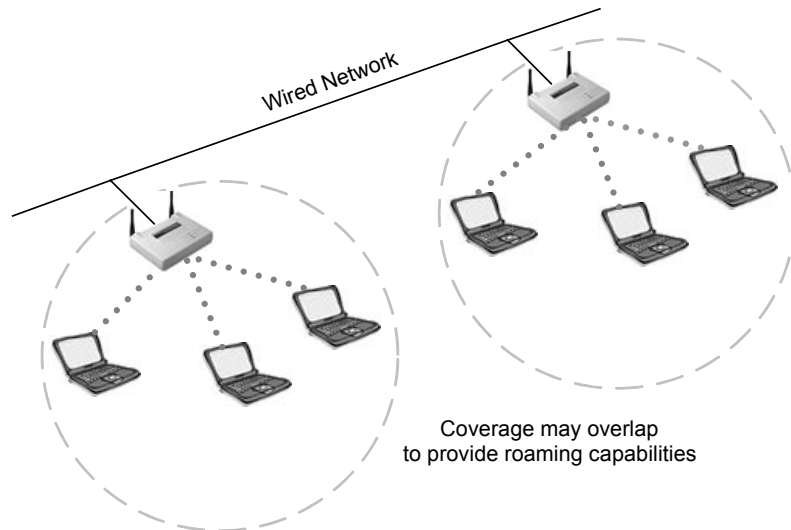 Wired Network
Coverage may overlap
to provide roaming capabilities